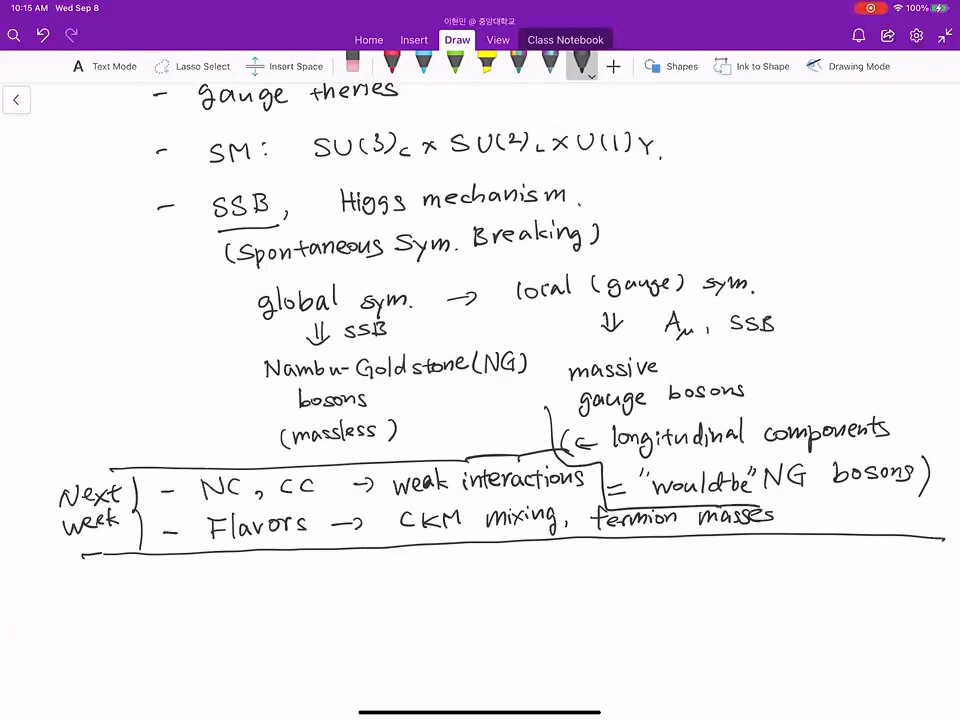 10:15 AM Wed Sep 8
100%
이현민 @ 중앙대학교
Home Insert Draw View Class Notebook
A Text Mode Lasso Select Insert Space Shapes Ink to Shape Drawing Mode
- gauge theries
- SM: SU(3)c × SU(2)L × U(1)Y.
- SSB, Higgs mechanism.
(Spontaneous Sym. Breaking)
global sym. → local (gauge) sym.
⇓ SSB ⇓ Aμ, SSB
Nambu-Goldstone(NG) massive
bosons gauge bosons
(massless) (← longitudinal components
= "would-be" NG bosons)
Next week
- NC, CC → weak interactions
- Flavors → CKM mixing, fermion masses